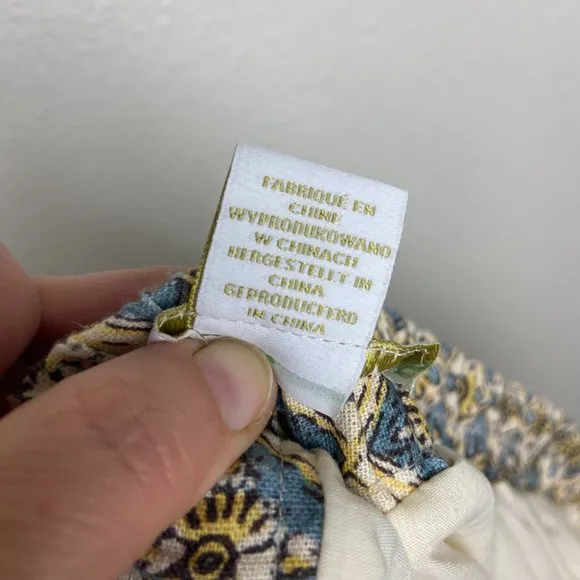 FABRIQUÉ EN
CHINE
WYPRODUKOWANO
W CHINACH
HERGESTELLT IN
CHINA
GEPRODUCEERD
IN CHINA